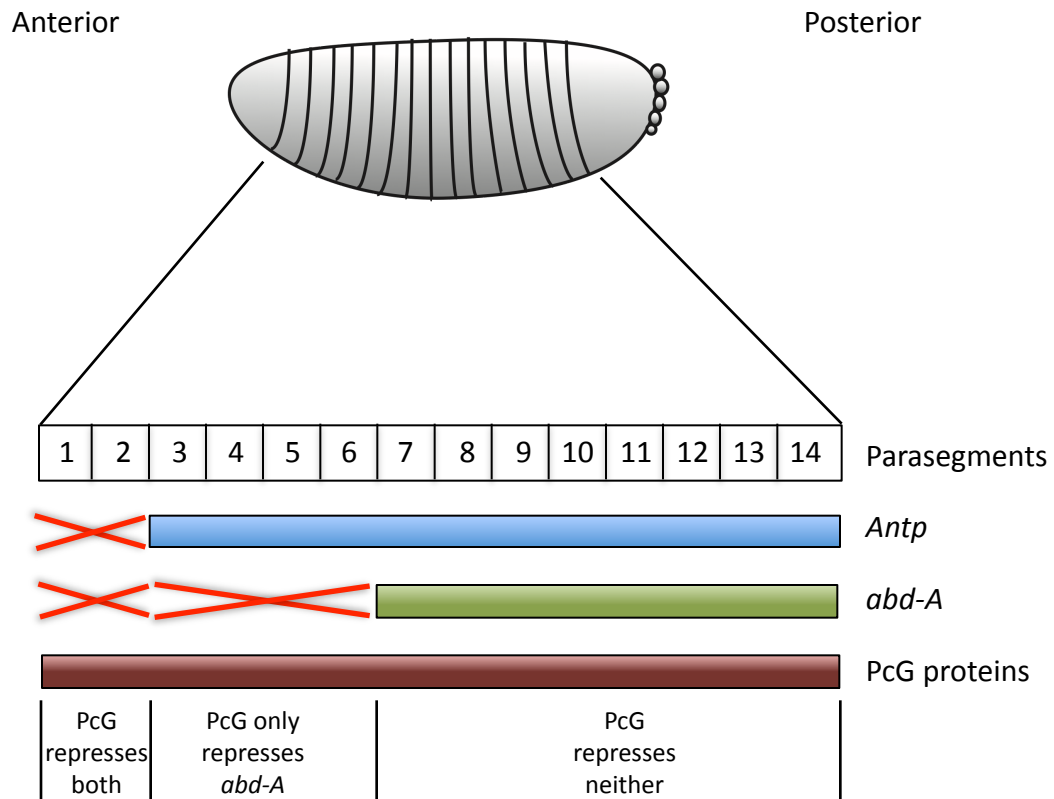 Anterior
Posterior
1 2 3 4 5 6 7 8 9 10 11 12 13 14 Parasegments
Antp
abd-A
PcG proteins
PcG
represses
both
PcG only
represses
abd-A
PcG
represses
neither